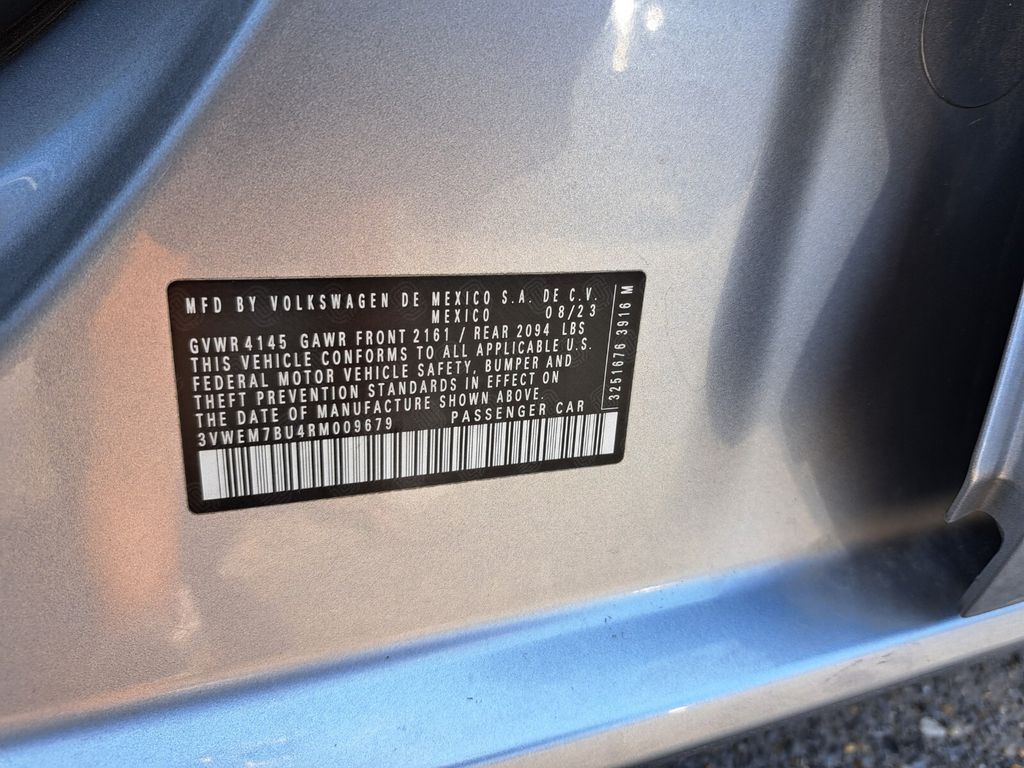 MFD BY VOLKSWAGEN DE MEXICO S.A. DE C.V.
MEXICO 08/23
GVWR 4145 GAWR FRONT 2161 / REAR 2094 LBS
THIS VEHICLE CONFORMS TO ALL APPLICABLE U.S.
FEDERAL MOTOR VEHICLE SAFETY, BUMPER AND
THEFT PREVENTION STANDARDS IN EFFECT ON
THE DATE OF MANUFACTURE SHOWN ABOVE.
3VWEM7BU4RM009679 PASSENGER CAR
3251676 3916 M